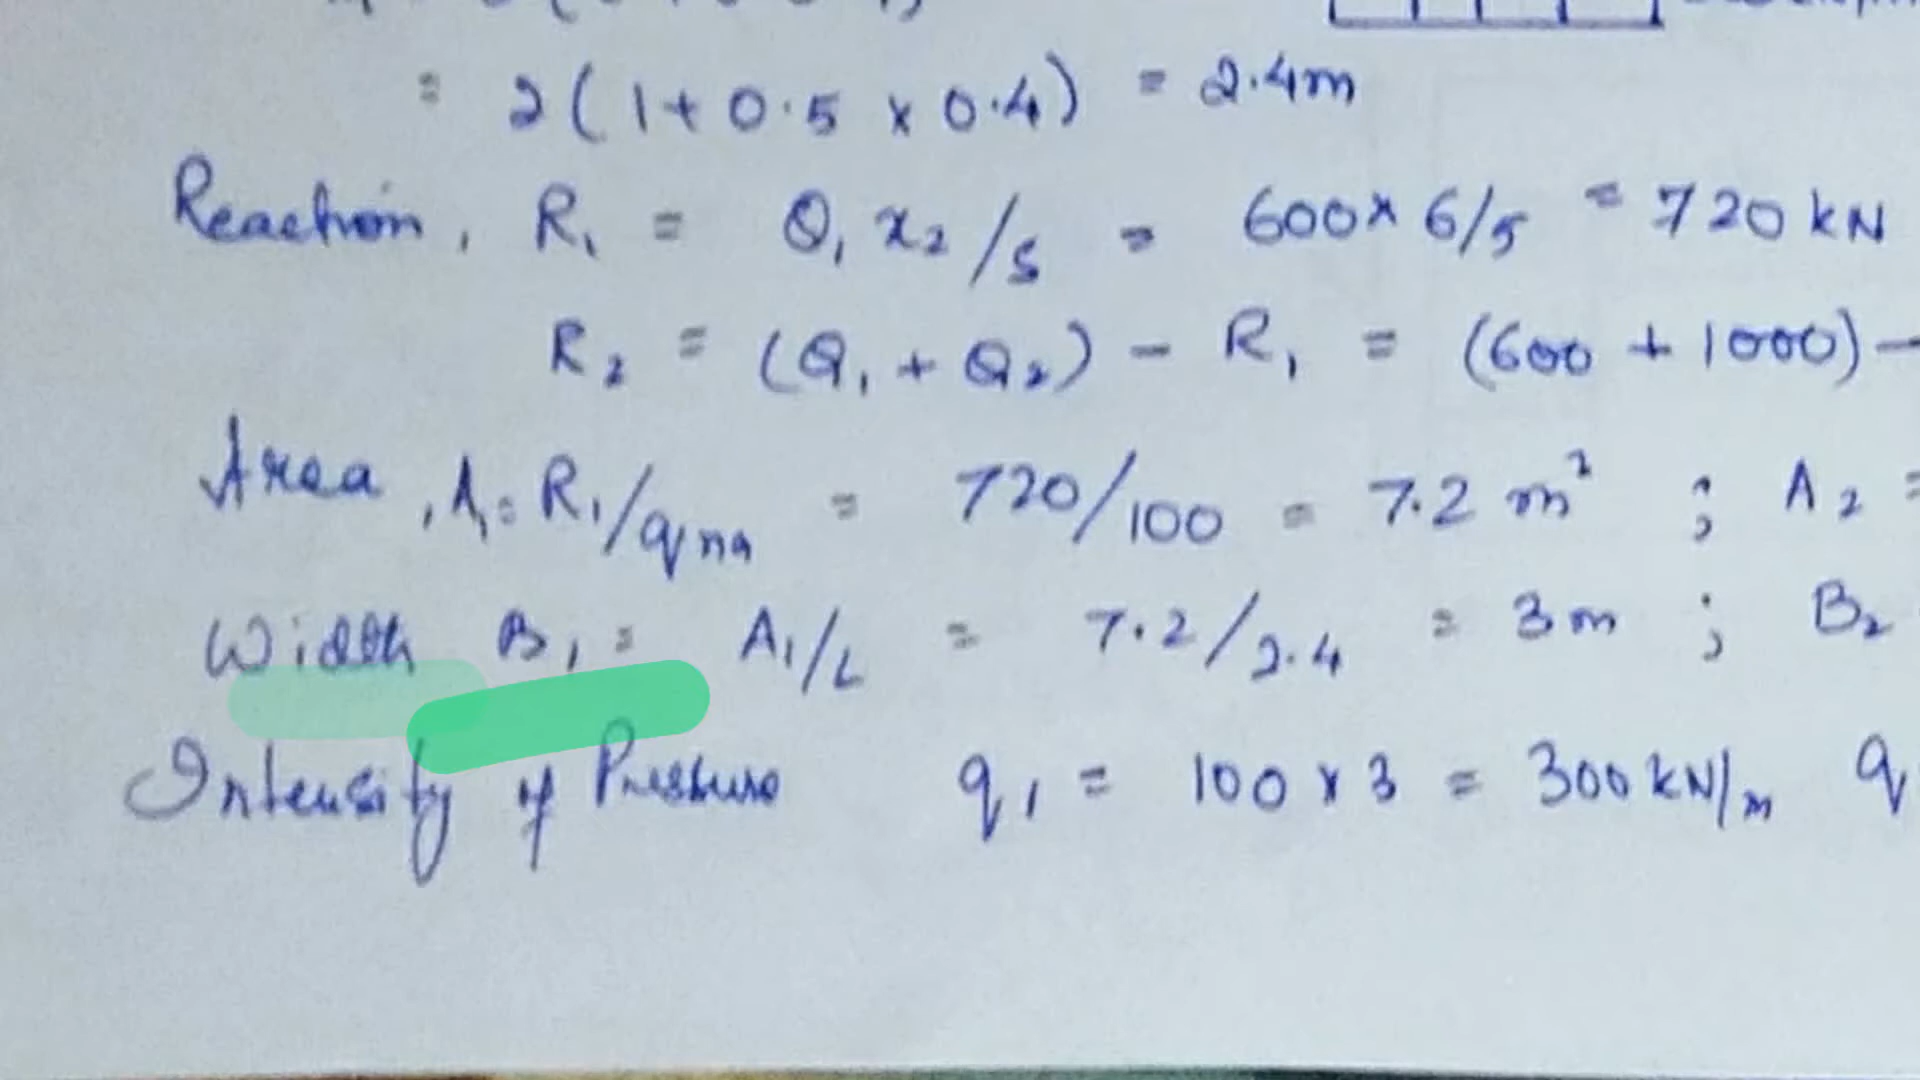 = 2(1+0.5 x 0.4) = 2.4m
Reaction, R₁ = Q₁ x₂/s = 600 x 6/5 = 720 kN
R₂ = (Q₁ + Q₂) - R₁ = (600 + 1000) -
Area, A₁ = R₁/qna = 720/100 = 7.2 m² ; A₂ =
Width B₁ = A₁/L = 7.2/2.4 = 3m ; B₂
Intensity of Pressure q₁ = 100 x 3 = 300 kN/m q